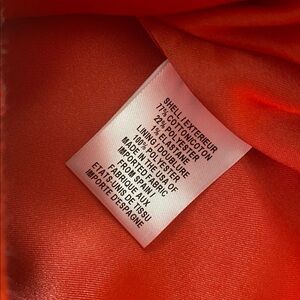 SHELL / EXTERIEUR
77% COTTON/COTON
22% POLYESTER
1% ELASTANE
LINING / DOUBLURE
100% POLYESTER
MADE IN THE USA OF
IMPORTED FABRIC
FROM SPAIN /
FABRIQUE AUX
ETATS-UNIS DE TISSU
IMPORTE D'ESPAGNE